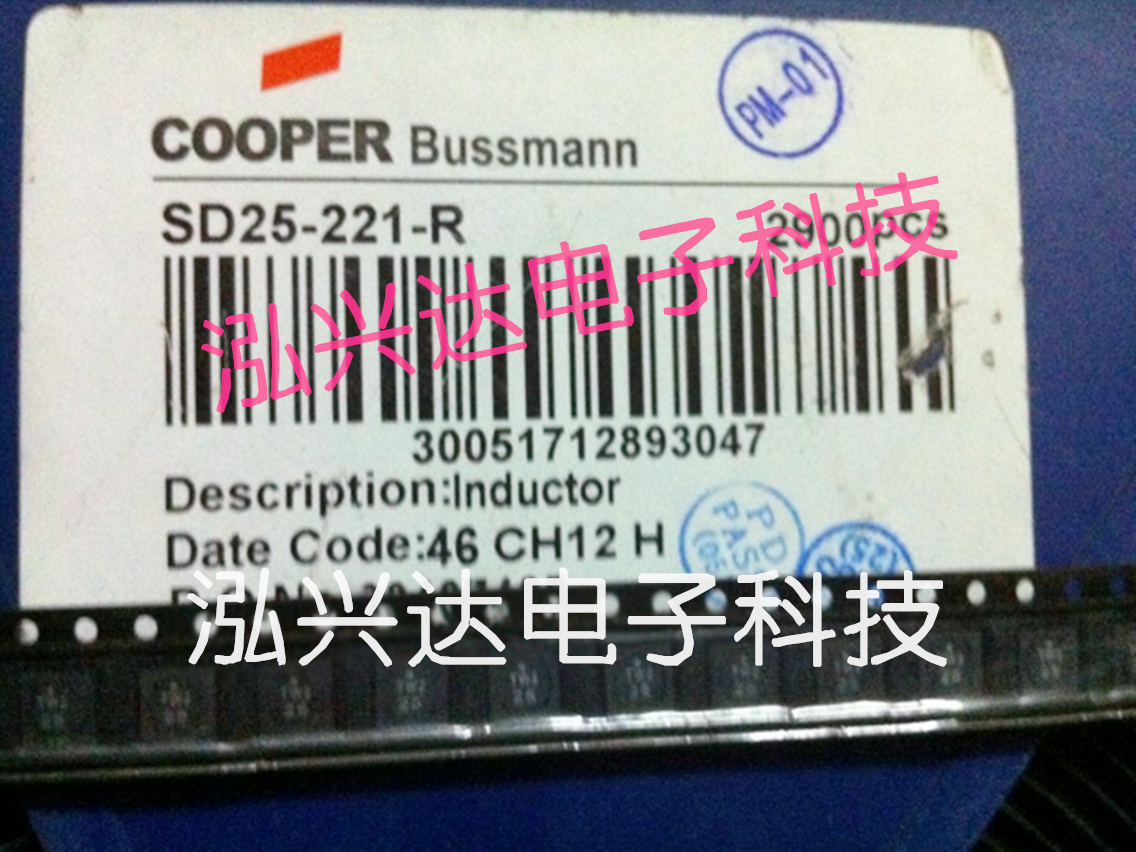 PM-01
COOPER Bussmann
SD25-221-R 2900pcs
泓兴达电子科技
30051712893047
Description:Inductor
Date Code:46 CH12 H
泓兴达电子科技